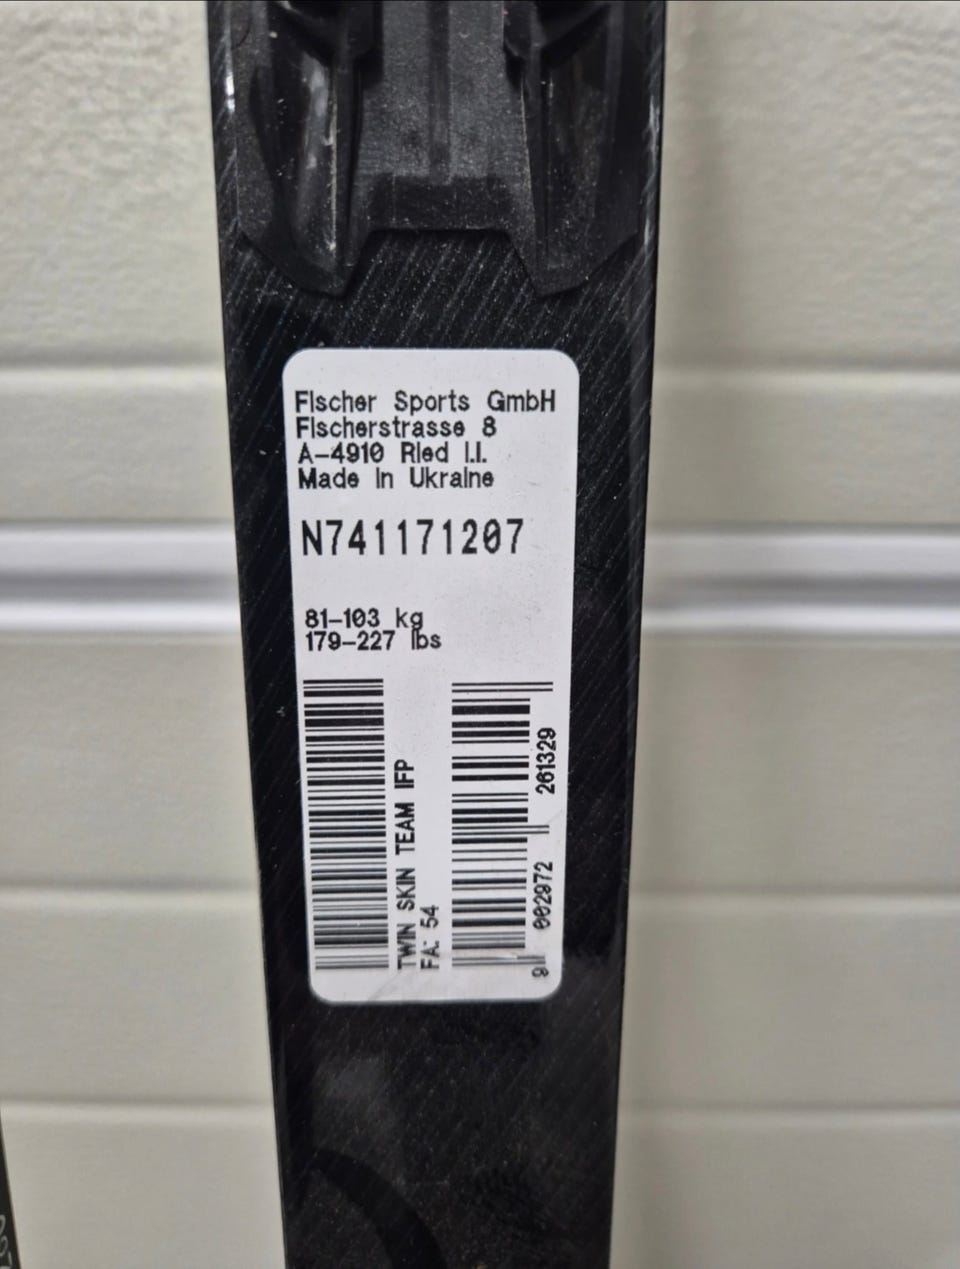 Fischer Sports GmbH
Fischerstrasse 8
A-4910 Ried i.I.
Made in Ukraine
N741171207
81-103 kg
179-227 lbs
TWIN SKIN TEAM IFP
FA: 54
9 002972 261329